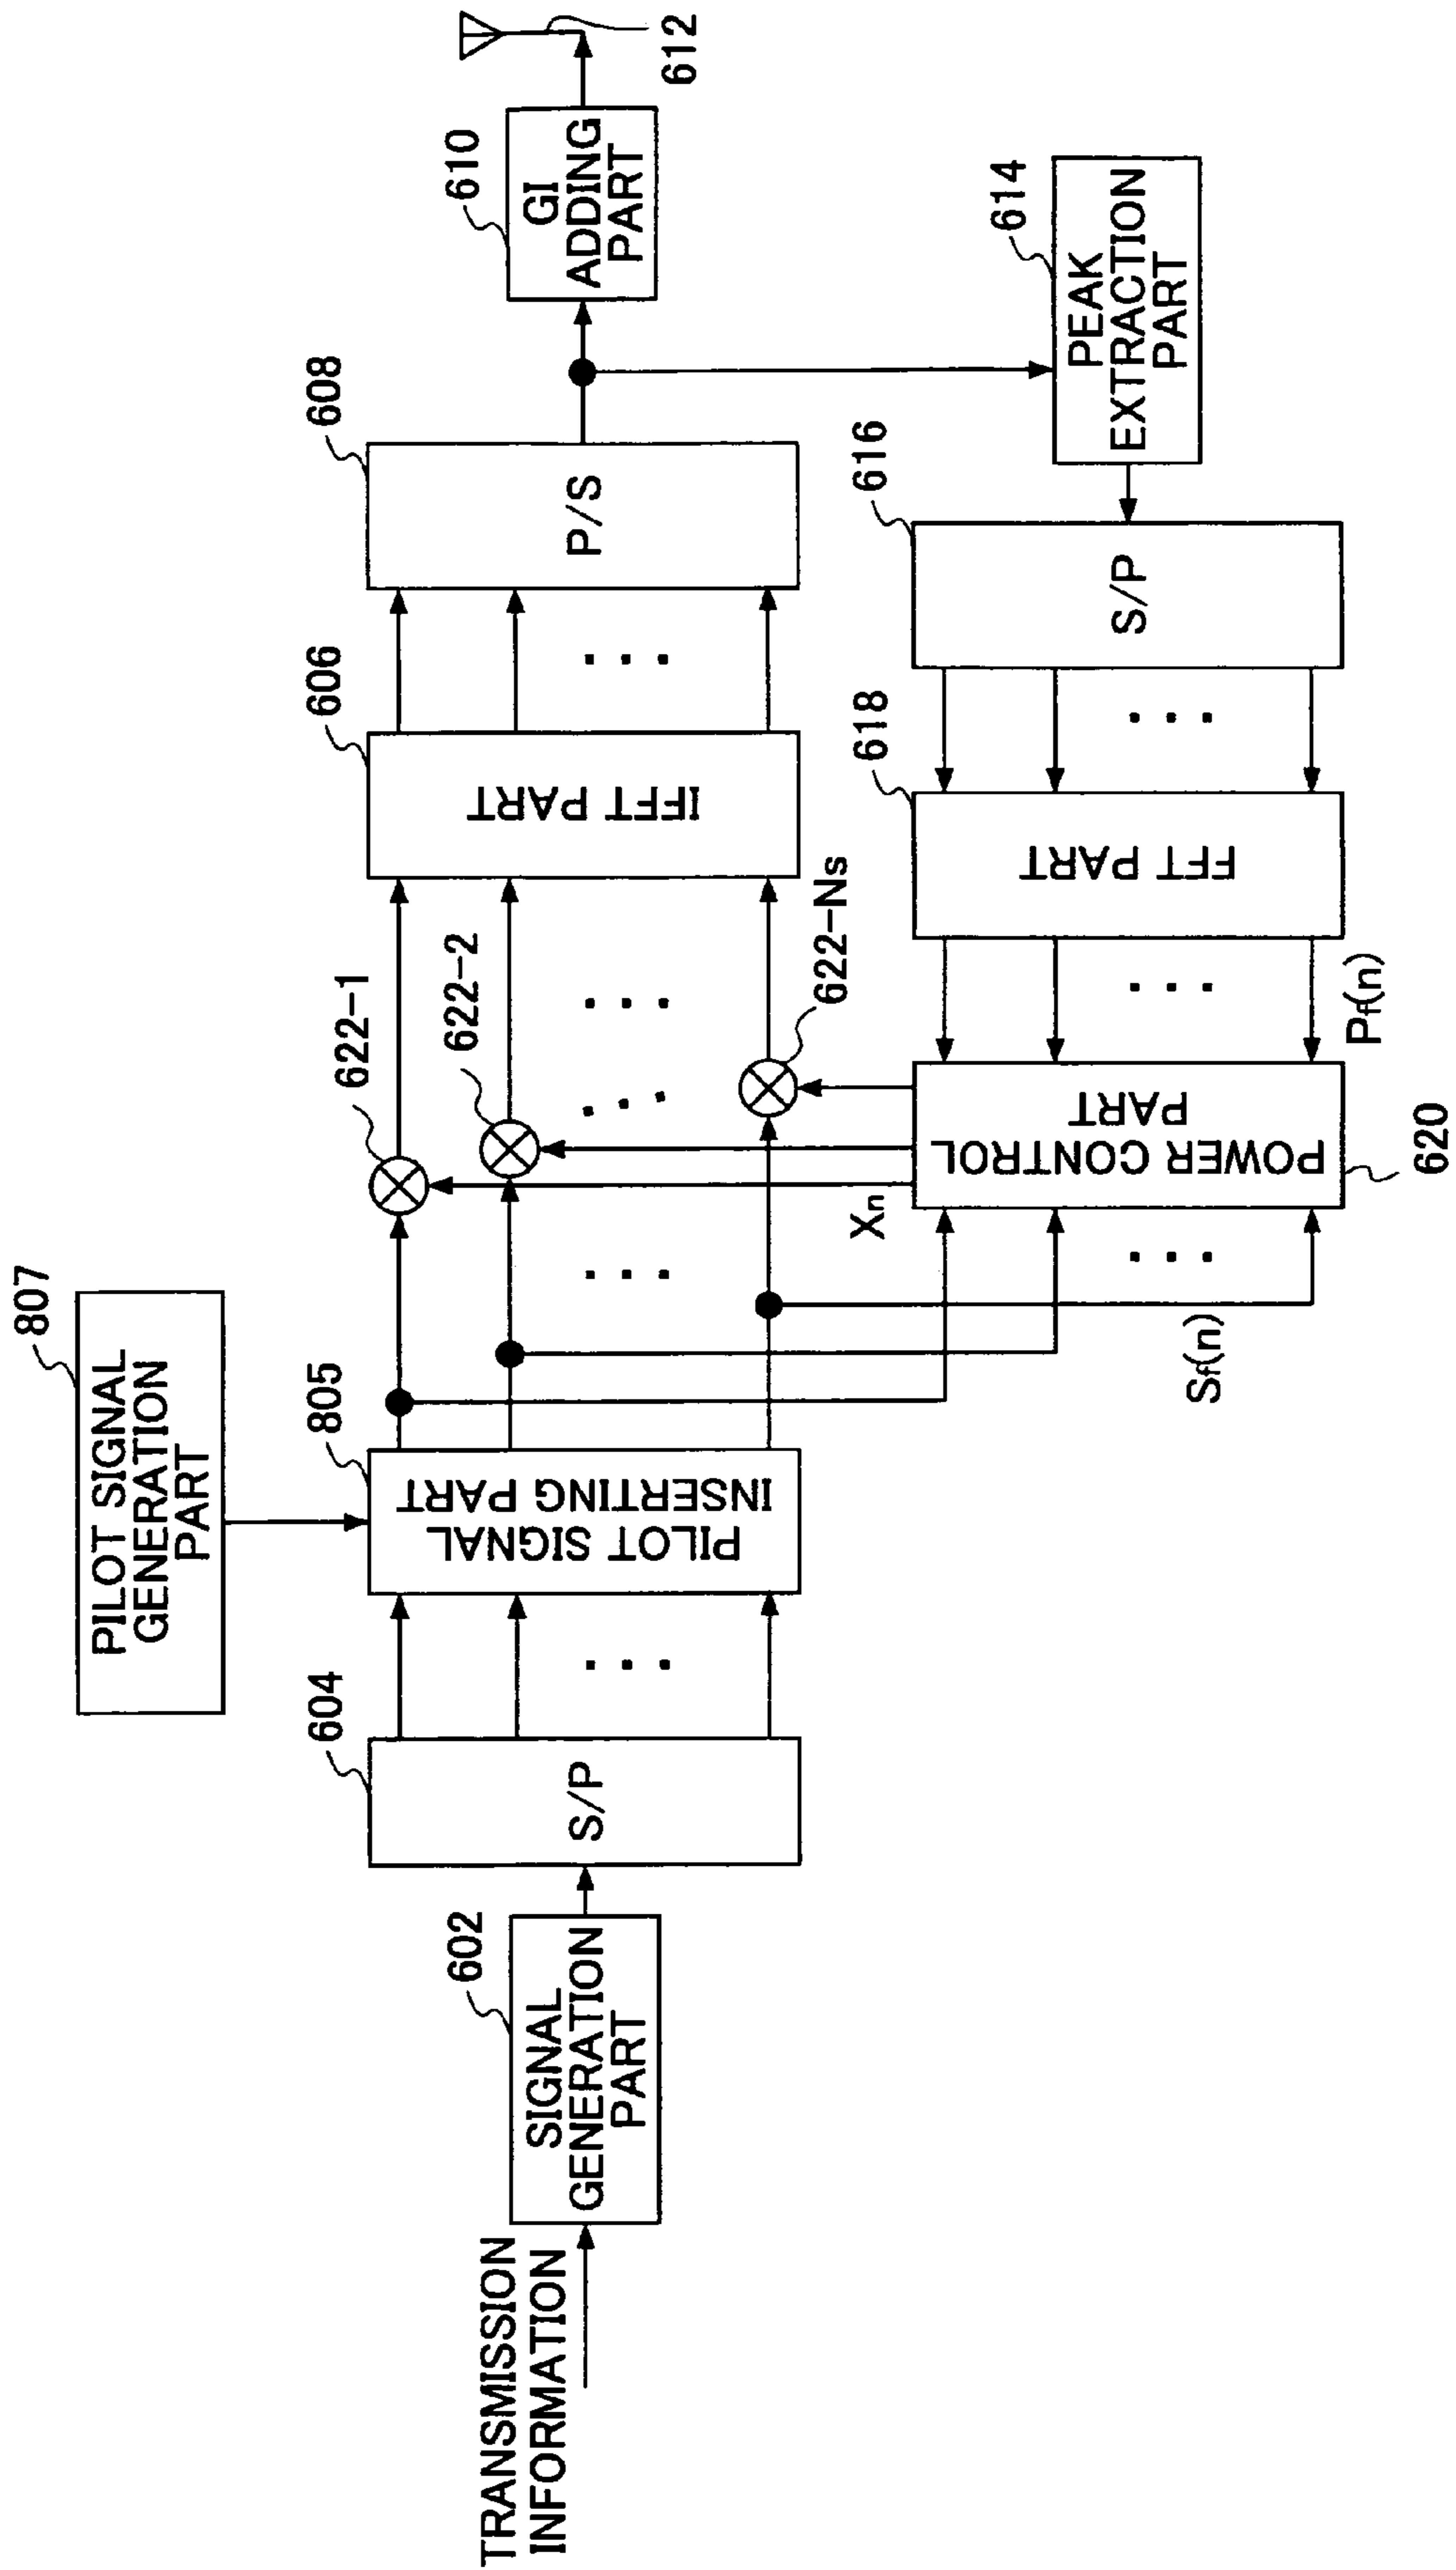 TRANSMISSION
INFORMATION
602
SIGNAL
GENERATION
PART
604
S/P
807
PILOT SIGNAL
GENERATION
PART
805
PILOT SIGNAL
INSERTING PART
622-1
622-2
622-Ns
606
IFFT PART
608
P/S
610
GI
ADDING
PART
612
614
PEAK
EXTRACTION
PART
616
S/P
618
FFT PART
Pf(n)
620
POWER CONTROL
PART
Xn
Sf(n)